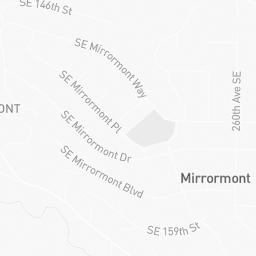 SE 146th St
SE Mirrormont Way
260th Ave SE
SE Mirrormont Pl
ONT
SE Mirrormont Dr
SE Mirrormont Blvd
Mirrormont
SE 159th St